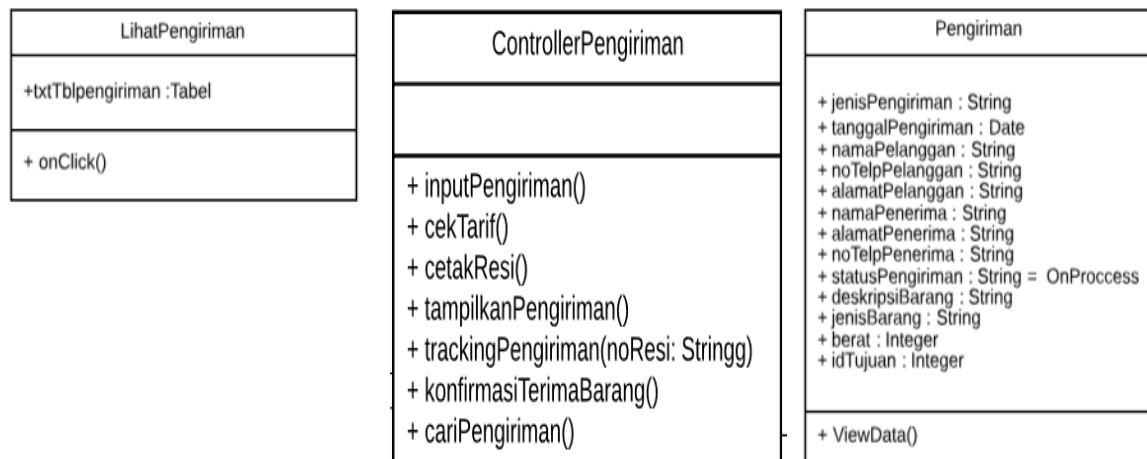 LihatPengiriman
+txtTblpengiriman :Tabel
+ onClick()
ControllerPengiriman
+ inputPengiriman()
+ cekTarif()
+ cetakResi()
+ tampilkanPengiriman()
+ trackingPengiriman(noResi: Stringg)
+ konfirmasiTerimaBarang()
+ cariPengiriman()
Pengiriman
+ jenisPengiriman : String
+ tanggalPengiriman : Date
+ namaPelanggan : String
+ noTelpPelanggan : String
+ alamatPelanggan : String
+ namaPenerima : String
+ alamatPenerima : String
+ noTelpPenerima : String
+ statusPengiriman : String = OnProccess
+ deskripsiBarang : String
+ jenisBarang : String
+ berat : Integer
+ idTujuan : Integer
+ ViewData()